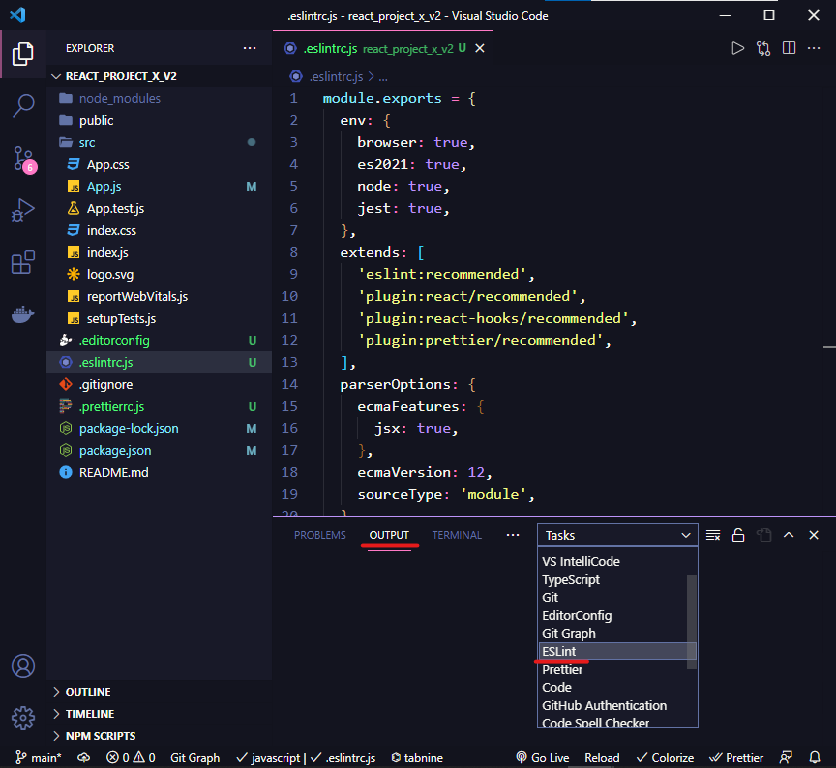 .eslintrc.js - react_project_x_v2 - Visual Studio Code
EXPLORER
REACT_PROJECT_X_V2
node_modules
public
src
App.css
App.js M
App.test.js
index.css
index.js
logo.svg
reportWebVitals.js
setupTests.js
.editorconfig U
.eslintrc.js U
.gitignore
.prettierrc.js U
package-lock.json M
package.json M
README.md
6
OUTLINE
TIMELINE
NPM SCRIPTS
.eslintrc.js react_project_x_v2 U
.eslintrc.js > ...
1 module.exports = {
2 env: {
3 browser: true,
4 es2021: true,
5 node: true,
6 jest: true,
7 },
8 extends: [
9 'eslint:recommended',
10 'plugin:react/recommended',
11 'plugin:react-hooks/recommended',
12 'plugin:prettier/recommended',
13 ],
14 parserOptions: {
15 ecmaFeatures: {
16 jsx: true,
17 },
18 ecmaVersion: 12,
19 sourceType: 'module',
20 }
PROBLEMS OUTPUT TERMINAL ... Tasks
VS IntelliCode
TypeScript
Git
EditorConfig
Git Graph
ESLint
Prettier
Code
GitHub Authentication
Code Spell Checker
main* 0 0 Git Graph javascript | .eslintrc.js tabnine Go Live Reload Colorize Prettier